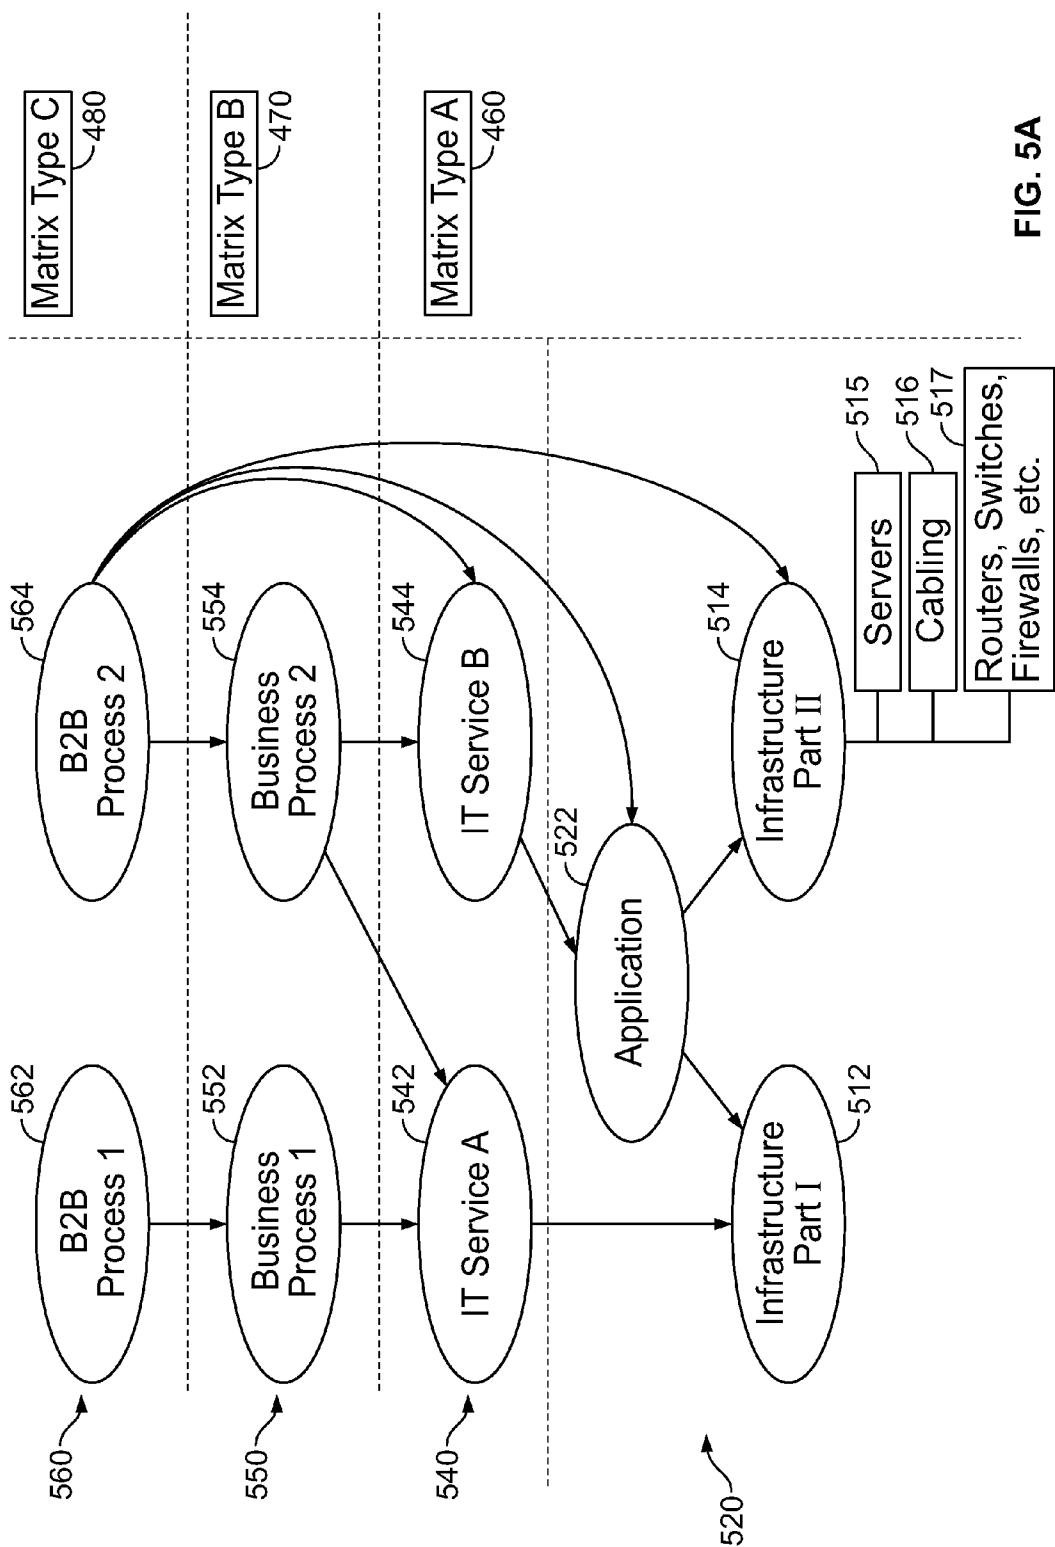 560
562
B2B
Process 1
564
B2B
Process 2
Matrix Type C
480
550
552
Business
Process 1
554
Business
Process 2
Matrix Type B
470
540
542
IT Service A
544
IT Service B
Matrix Type A
460
522
Application
520
Infrastructure
Part I
512
514
Infrastructure
Part II
Servers
515
Cabling
516
Routers, Switches,
Firewalls, etc.
517
FIG. 5A